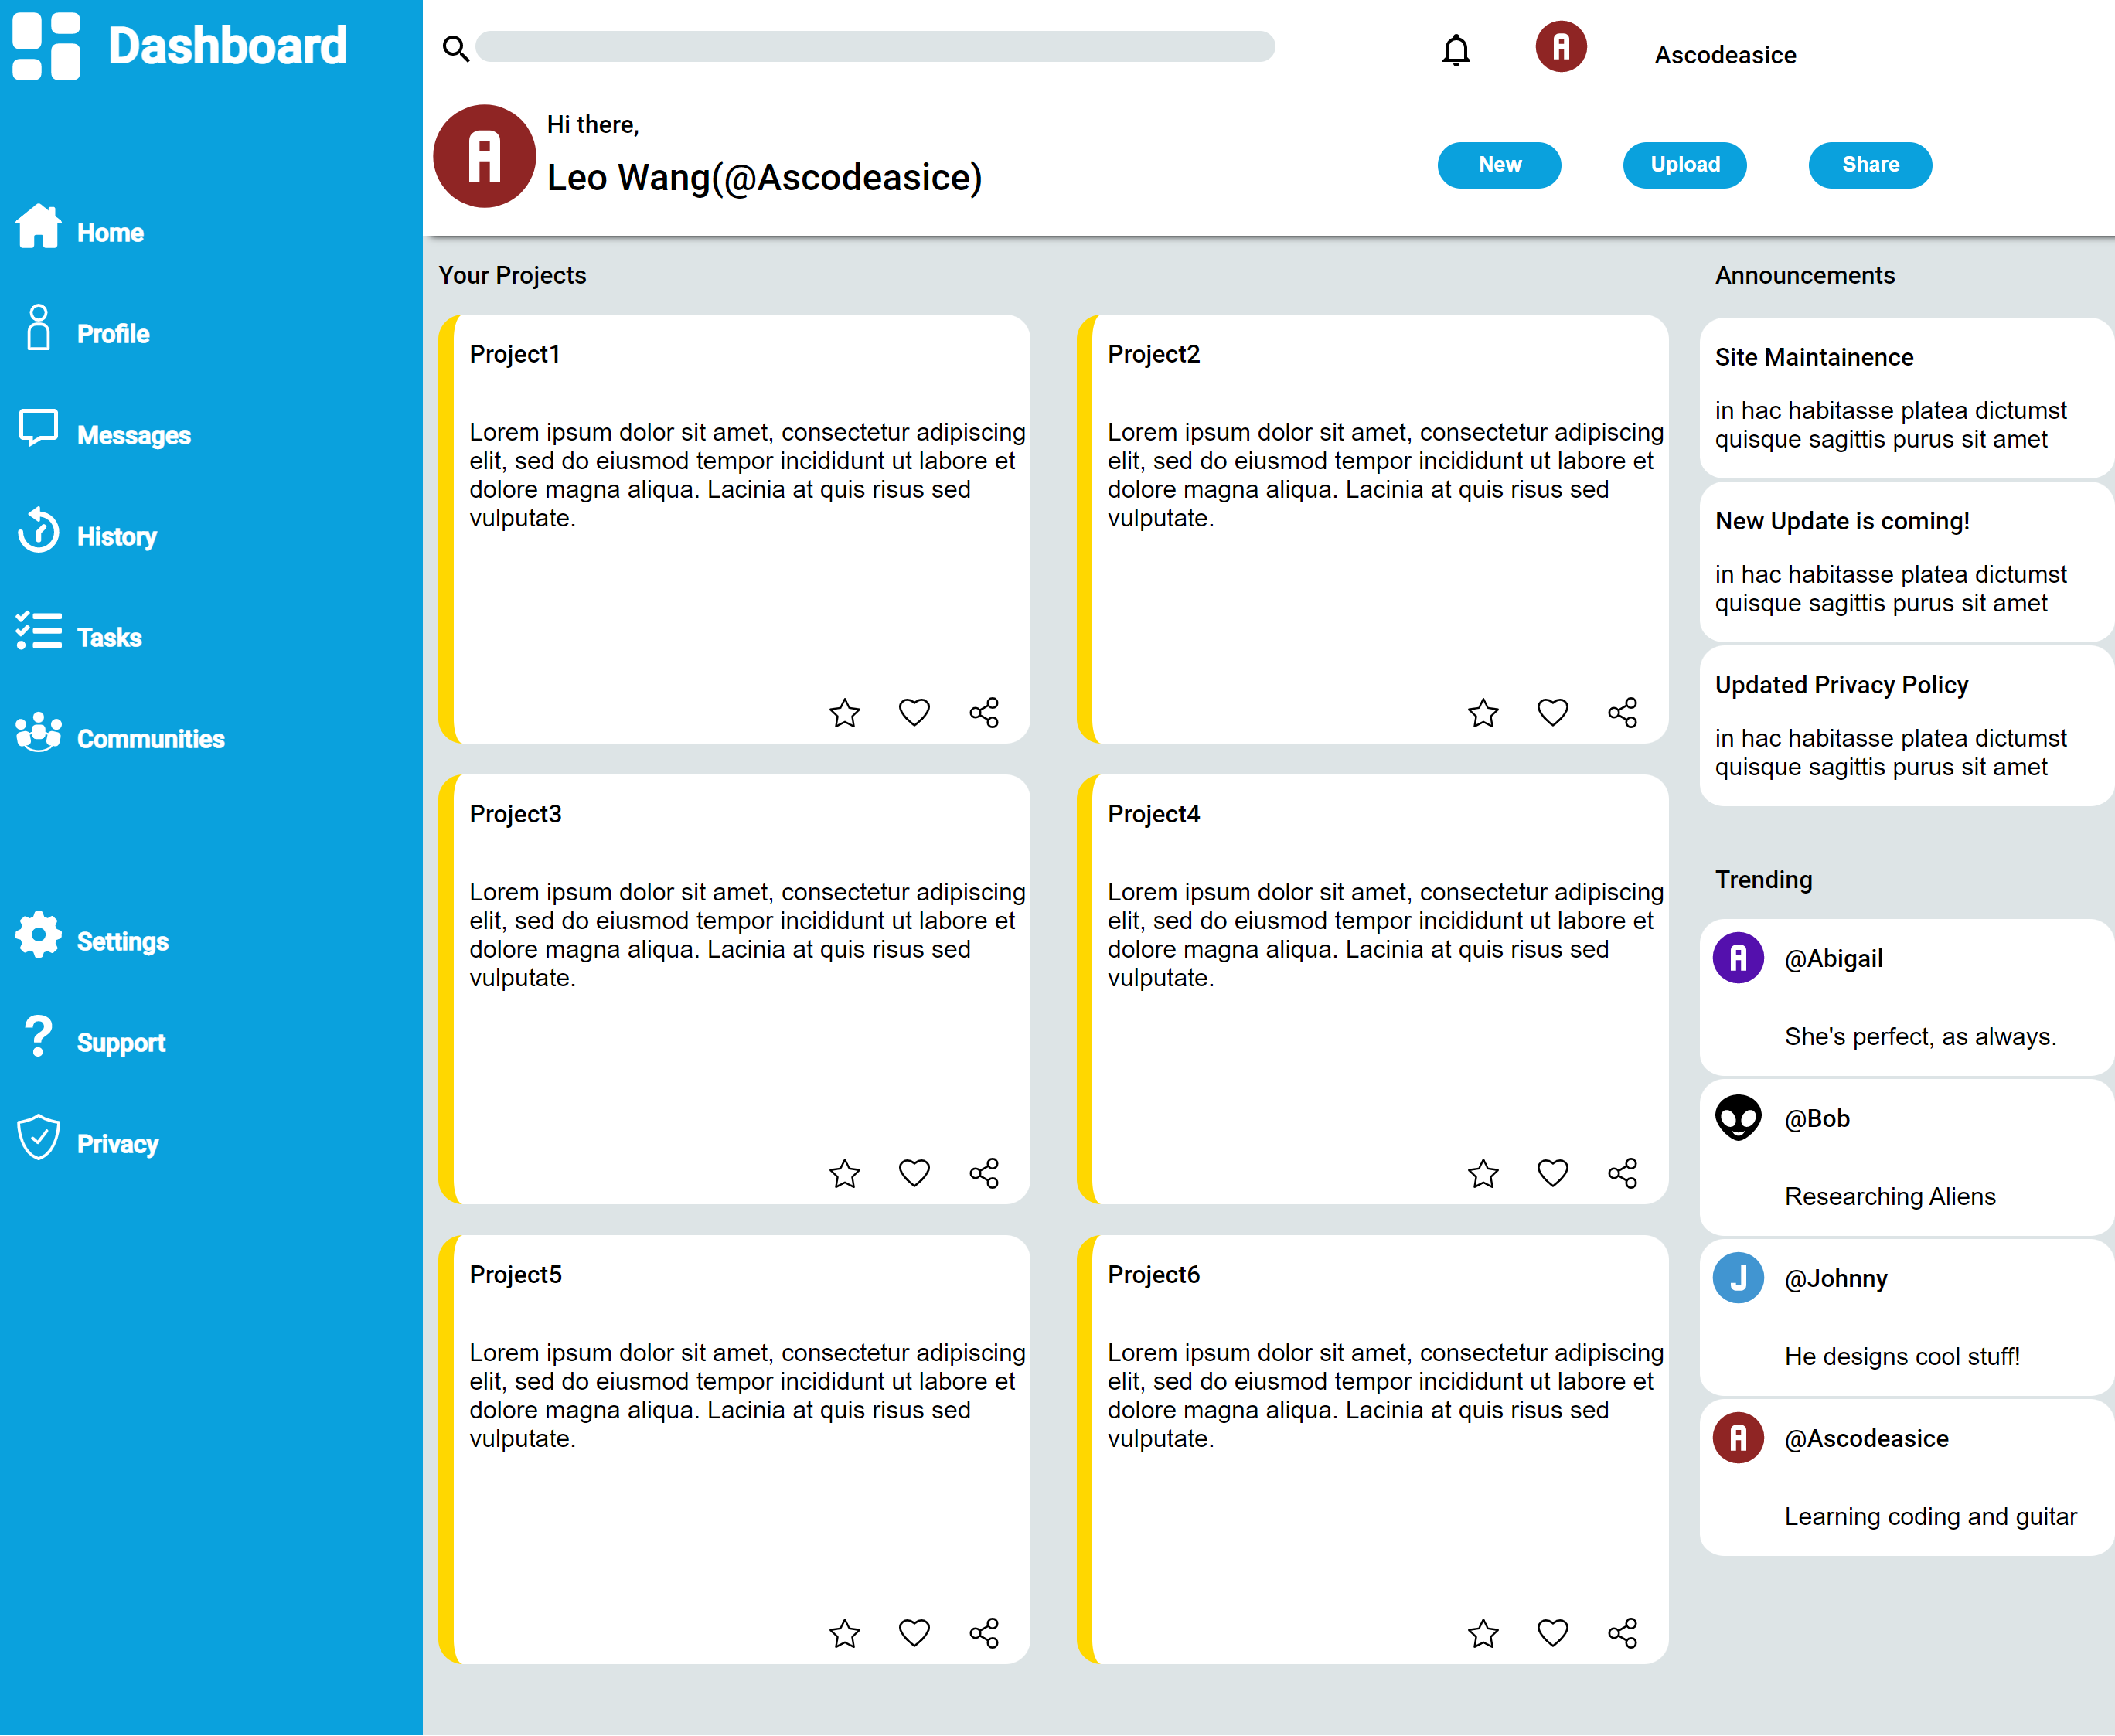 Dashboard
Home
Profile
Messages
History
Tasks
Communities
Settings
Support
Privacy
A
Ascodeasice
A
Hi there,
Leo Wang(@Ascodeasice)
New
Upload
Share
Your Projects
Project1
Lorem ipsum dolor sit amet, consectetur adipiscing
elit, sed do eiusmod tempor incididunt ut labore et
dolore magna aliqua. Lacinia at quis risus sed
vulputate.
Project2
Lorem ipsum dolor sit amet, consectetur adipiscing
elit, sed do eiusmod tempor incididunt ut labore et
dolore magna aliqua. Lacinia at quis risus sed
vulputate.
Project3
Lorem ipsum dolor sit amet, consectetur adipiscing
elit, sed do eiusmod tempor incididunt ut labore et
dolore magna aliqua. Lacinia at quis risus sed
vulputate.
Project4
Lorem ipsum dolor sit amet, consectetur adipiscing
elit, sed do eiusmod tempor incididunt ut labore et
dolore magna aliqua. Lacinia at quis risus sed
vulputate.
Project5
Lorem ipsum dolor sit amet, consectetur adipiscing
elit, sed do eiusmod tempor incididunt ut labore et
dolore magna aliqua. Lacinia at quis risus sed
vulputate.
Project6
Lorem ipsum dolor sit amet, consectetur adipiscing
elit, sed do eiusmod tempor incididunt ut labore et
dolore magna aliqua. Lacinia at quis risus sed
vulputate.
Announcements
Site Maintainence
in hac habitasse platea dictumst
quisque sagittis purus sit amet
New Update is coming!
in hac habitasse platea dictumst
quisque sagittis purus sit amet
Updated Privacy Policy
in hac habitasse platea dictumst
quisque sagittis purus sit amet
Trending
A
@Abigail
She's perfect, as always.
@Bob
Researching Aliens
J
@Johnny
He designs cool stuff!
A
@Ascodeasice
Learning coding and guitar